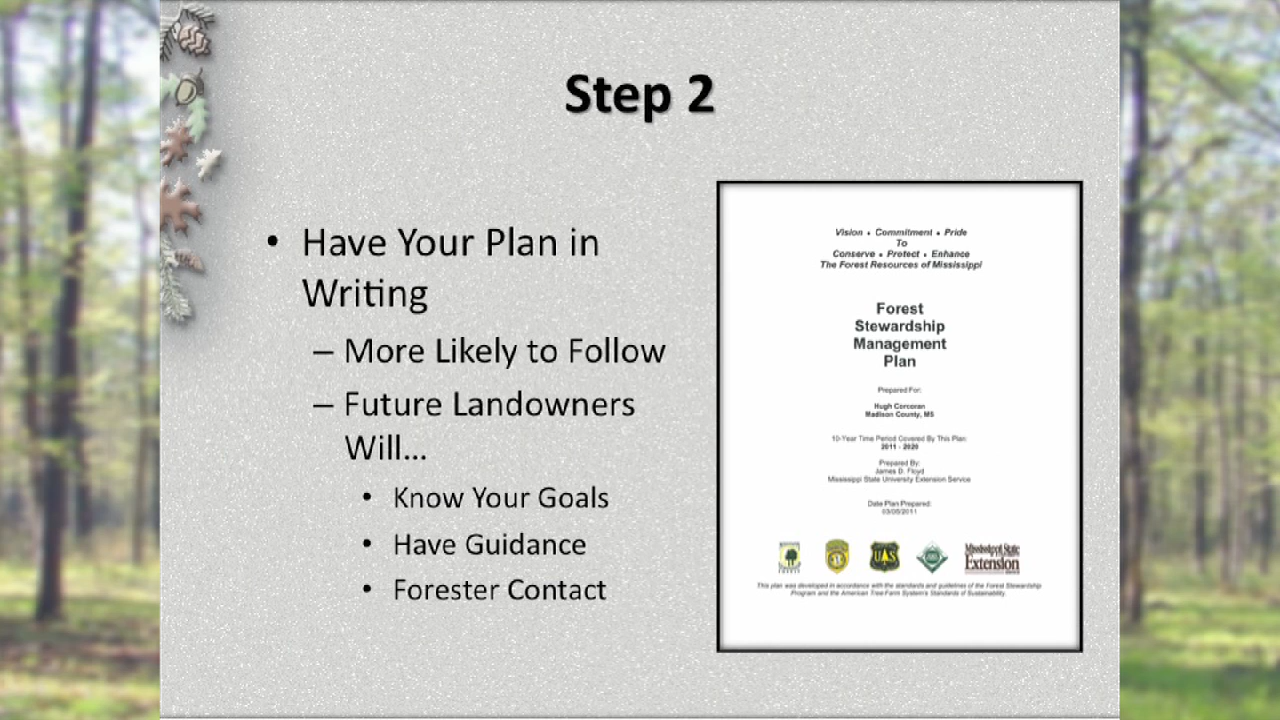 Step 2
• Have Your Plan in
Writing
– More Likely to Follow
– Future Landowners
Will...
• Know Your Goals
• Have Guidance
• Forester Contact
Vision • Commitment • Pride
To
Conserve • Protect • Enhance
The Forest Resources of Mississippi
Forest
Stewardship
Management
Plan
Prepared For:
Hugh Corcoran
Madison County, MS
10-Year Time Period Covered By This Plan:
2011 - 2020
Prepared By:
James D. Floyd
Mississippi State University Extension Service
Date Plan Prepared:
03/05/2011
UAS
Mississippi State
Extension
This plan was developed in accordance with the standards and guidelines of the Forest Stewardship
Program and the American Tree Farm System's Standards of Sustainability.